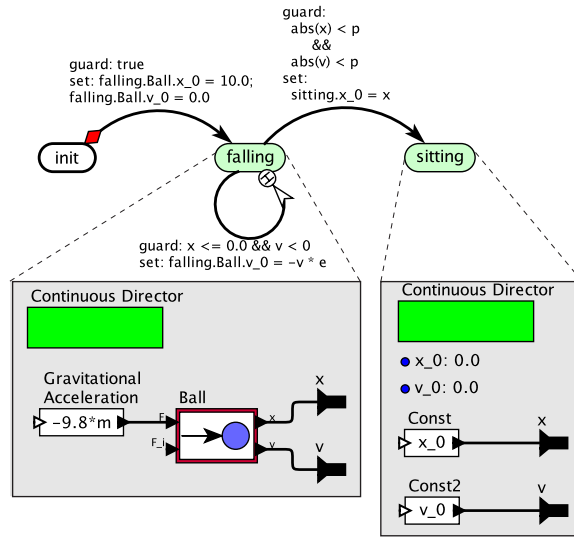 guard:
abs(x) < p
&&
abs(v) < p
set:
sitting.x_0 = x
guard: true
set: falling.Ball.x_0 = 10.0;
falling.Ball.v_0 = 0.0
init
falling
sitting
H
guard: x <= 0.0 && v < 0
set: falling.Ball.v_0 = -v * e
Continuous Director
Gravitational
Acceleration
-9.8*m
Ball
F
F_i
x
v
x
v
Continuous Director
x_0: 0.0
v_0: 0.0
Const
x_0
x
Const2
v_0
v